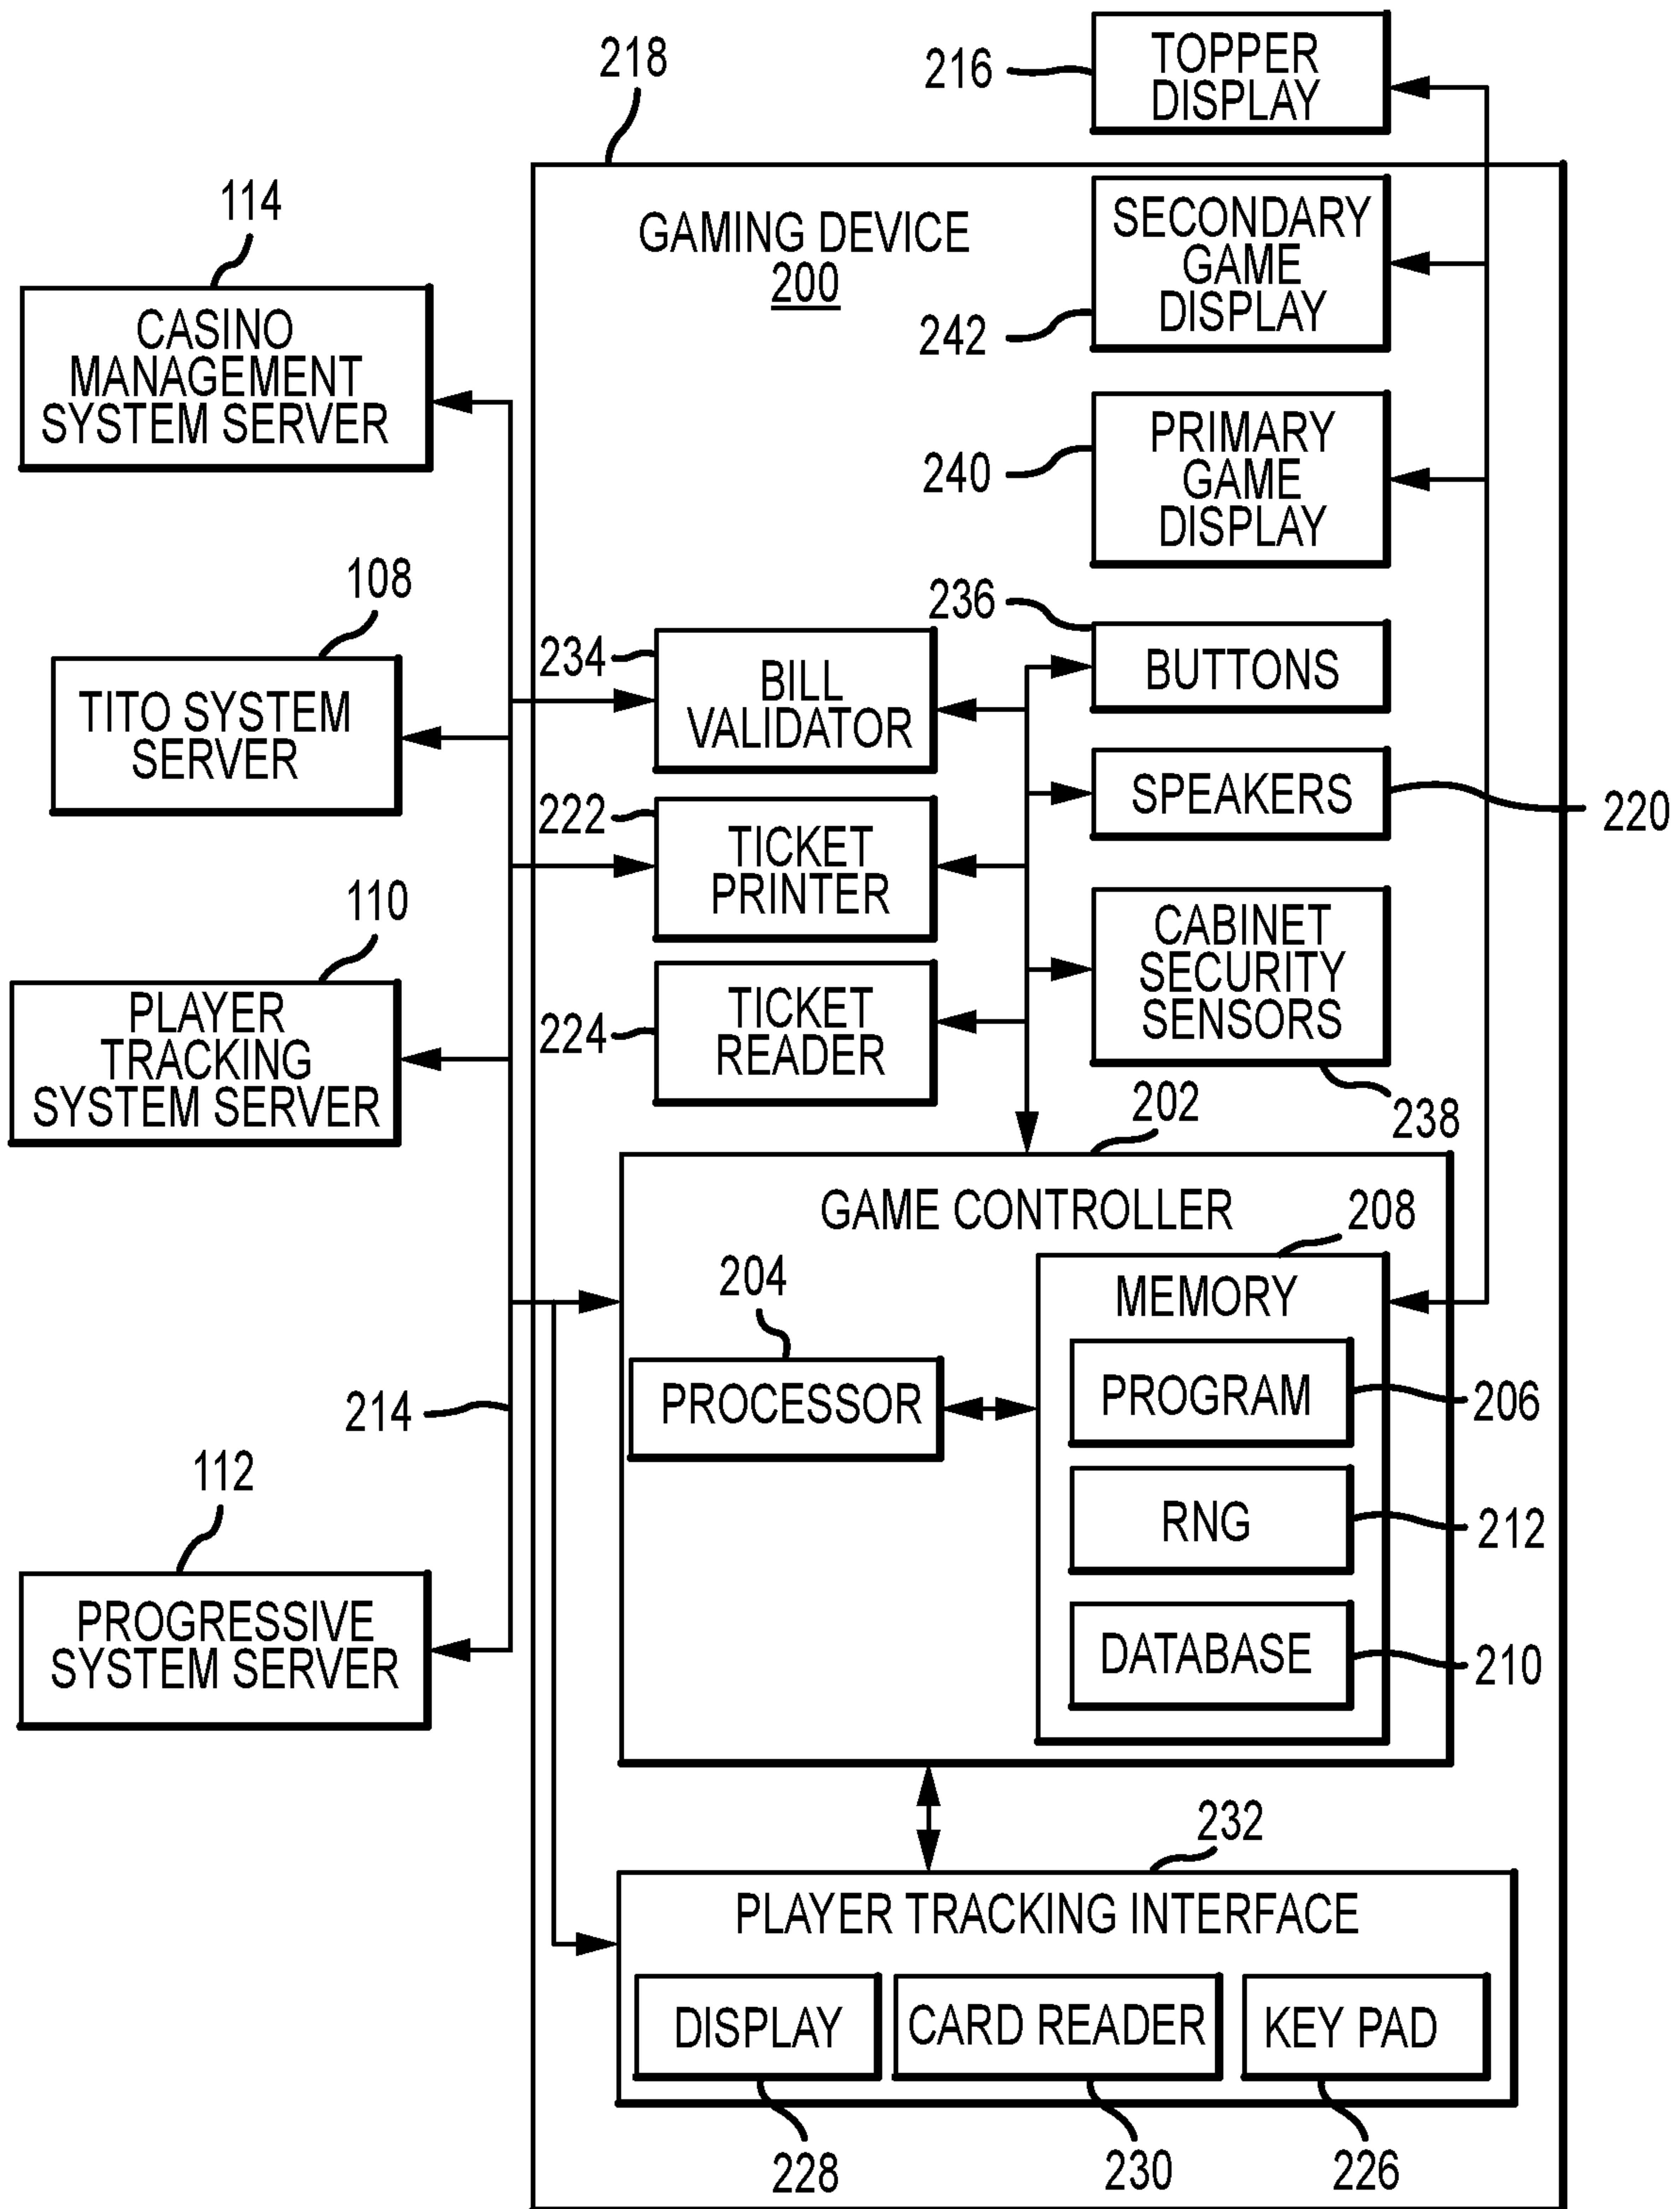 216
TOPPER
DISPLAY
218
114
GAMING DEVICE
200
SECONDARY
GAME
DISPLAY
242
CASINO
MANAGEMENT
SYSTEM SERVER
PRIMARY
GAME
DISPLAY
240
108
236
BUTTONS
234
BILL
VALIDATOR
TITO SYSTEM
SERVER
SPEAKERS
220
222
TICKET
PRINTER
110
CABINET
SECURITY
SENSORS
238
PLAYER
TRACKING
SYSTEM SERVER
224
TICKET
READER
202
GAME CONTROLLER
208
204
MEMORY
PROCESSOR
PROGRAM
206
214
112
RNG
212
PROGRESSIVE
SYSTEM SERVER
DATABASE
210
232
PLAYER TRACKING INTERFACE
DISPLAY
CARD READER
KEY PAD
228
230
226